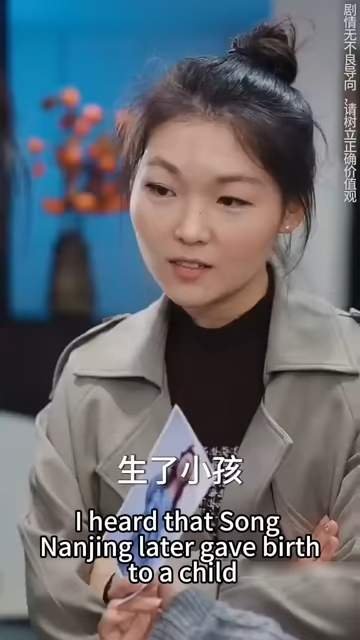 剧情无不良导向，请树立正确价值观
生了小孩
I heard that Song
Nanjing later gave birth
to a child